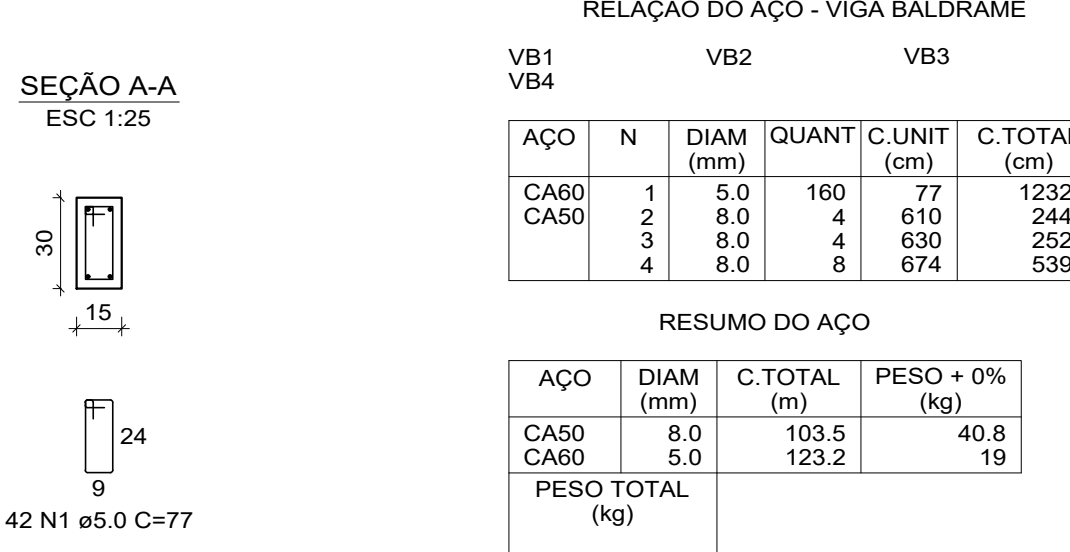 RELAÇÃO DO AÇO - VIGA BALDRAME
VB1 VB2 VB3
VB4
SEÇÃO A-A
ESC 1:25
30
15
24
9
42 N1 ø5.0 C=77
AÇO N DIAM QUANT C.UNIT C.TOTAL
(mm) (cm) (cm)
CA60 1 5.0 160 77 1232
CA50 2 8.0 4 610 244
3 8.0 4 630 252
4 8.0 8 674 539
RESUMO DO AÇO
AÇO DIAM C.TOTAL PESO + 0%
(mm) (m) (kg)
CA50 8.0 103.5 40.8
CA60 5.0 123.2 19
PESO TOTAL
(kg)